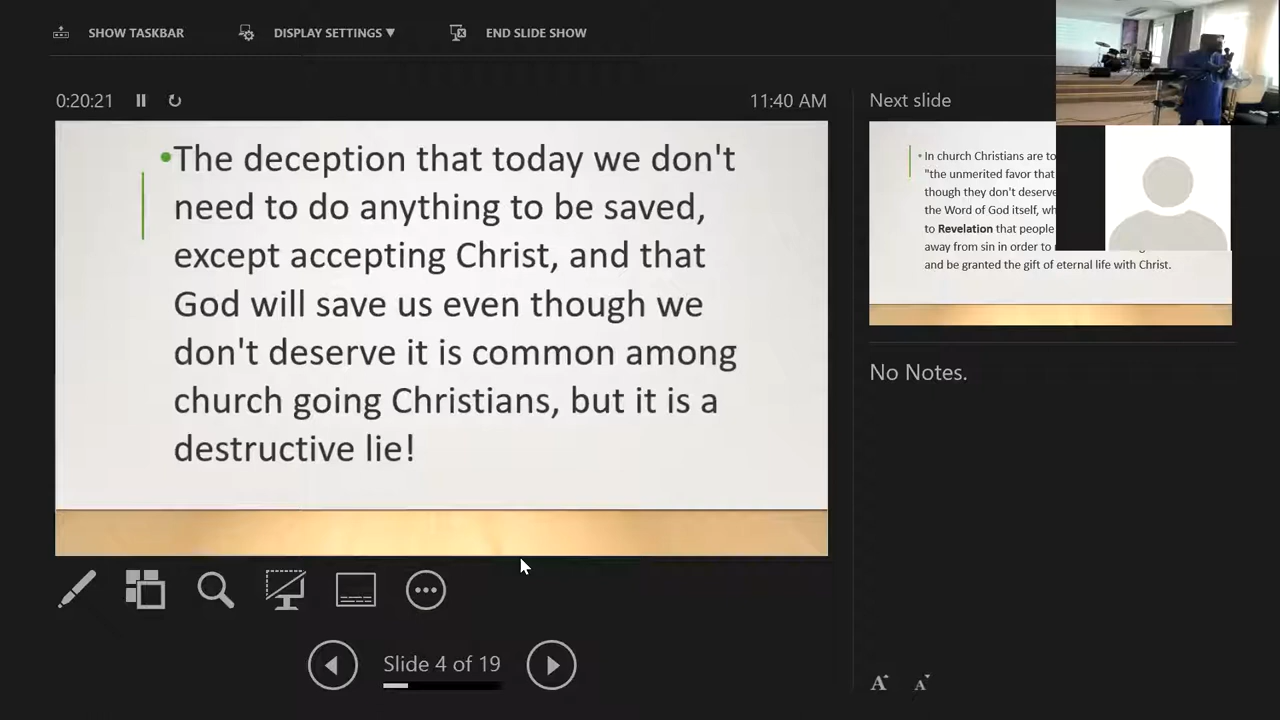 SHOW TASKBAR
DISPLAY SETTINGS ▼
END SLIDE SHOW
0:20:21
11:40 AM
Next slide
•The deception that today we don't
need to do anything to be saved,
except accepting Christ, and that
God will save us even though we
don't deserve it is common among
church going Christians, but it is a
destructive lie!
• In church Christians are to
"the unmerited favor that
though they don't deserve
the Word of God itself,
to Revelation that people
away from sin in order to
and be granted the gift of eternal life with Christ.
No Notes.
Slide 4 of 19
A A